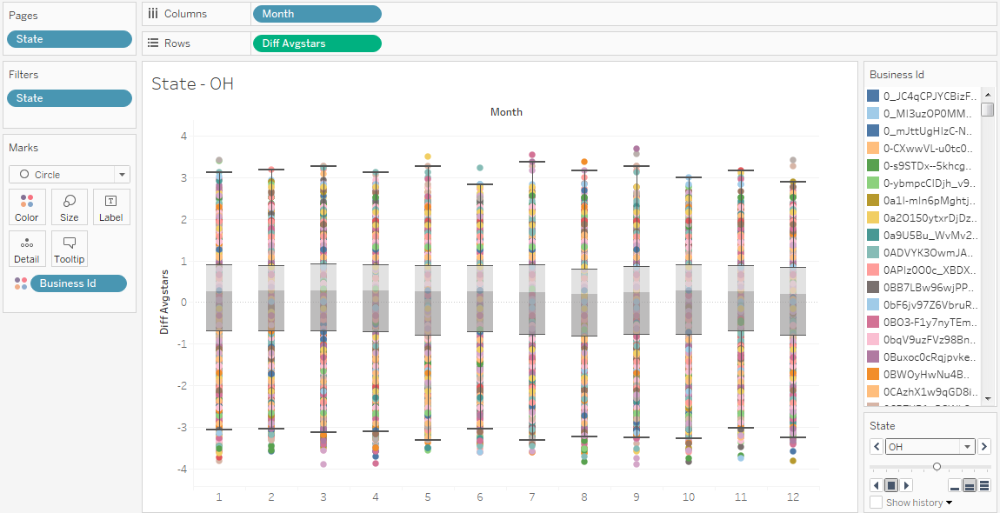 Pages
State
Filters
State
Marks
Circle
Color
Size
Label
Detail
Tooltip
Business Id
Columns
Month
Rows
Diff Avgstars
State - OH
Month
Diff Avgstars
4
3
2
1
0
-1
-2
-3
-4
1 2 3 4 5 6 7 8 9 10 11 12
Business Id
0_JC4qCPJYCBizF..
0_MI3uzOP0MM..
0_mJttUgHIzC-N..
0-CXwwVL-u0tc0..
0-s9STDx--5khcg..
0-ybmpcClDjh_v9..
0a1I-mIn6pMghtj..
0a2O150ytxrDjDz..
0a9U5Bu_WvMv2..
0ADVYK3OwmJA..
0APIz0O0c_XBDX..
0BB7LBw96wjPP..
0bF6jv97Z6VbruR..
0BO3-F1y7nyTEm..
0bqV9uzFVz98Bn..
0Buxoc0cRqjpvke..
0BWOyHwNu4B..
0CAzhX1w9qGD8i..
State
OH
Show history